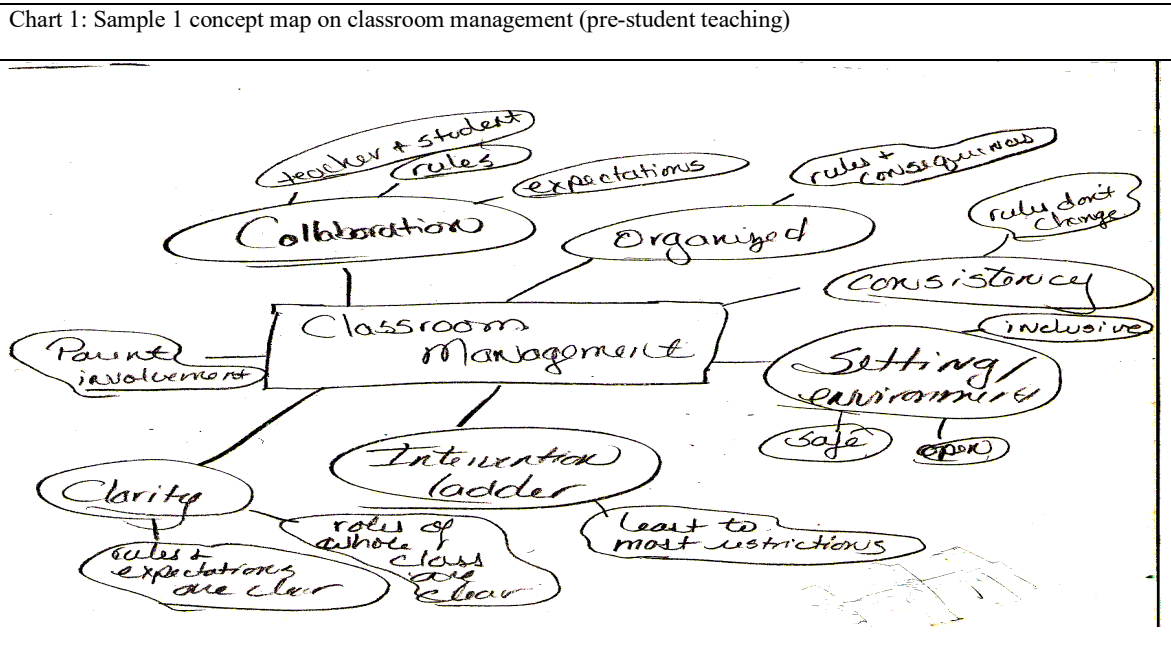 Chart 1: Sample 1 concept map on classroom management (pre-student teaching)
teacher + student
rules
expectations
rules +
consequences
Collaboration
Organized
rules don't
change
consistency
Classroom
Management
inclusive
Parent
involvement
Setting/
environment
safe
open
Intervention
ladder
Clarity
roles of
whole
class
are
clear
least to
most restrictions
rules +
expectations
are clear